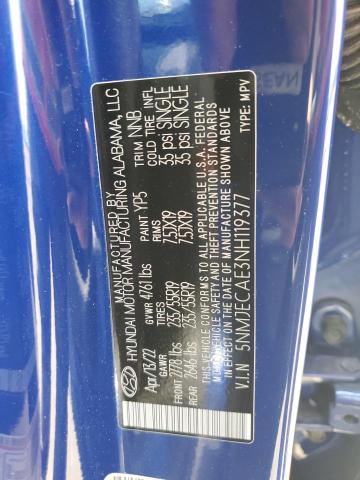 MANUFACTURED BY
HYUNDAI MOTOR MANUFACTURING ALABAMA, LLC
Apr/13/22 GVWR 4761 lbs PAINT YP5 TRIM NNB
GAWR TIRES RIMS COLD TIRE INFL
FRONT 2778 lbs 235/55R19 7.5JX19 35 psi SINGLE
REAR 2646 lbs 235/55R19 7.5JX19 35 psi SINGLE
THIS VEHICLE CONFORMS TO ALL APPLICABLE U.S.A. FEDERAL
MOTOR VEHICLE SAFETY, BUMPER, AND THEFT PREVENTION STANDARDS
IN EFFECT ON THE DATE OF MANUFACTURE SHOWN ABOVE
V.I.N 5NMJECAE3NH119377 TYPE: MPV